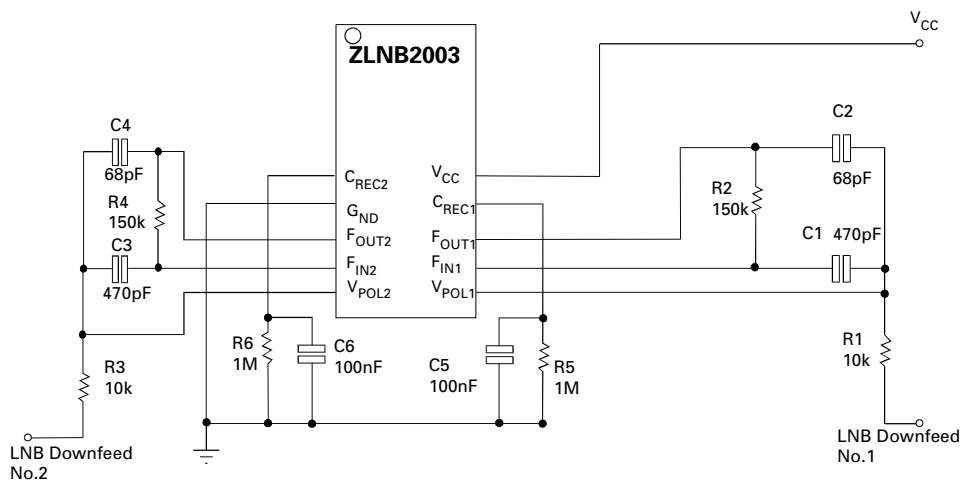 ZLNB2003
V_CC
C4
68pF
R4
150k
C3
470pF
C_REC2
G_ND
F_OUT2
F_IN2
V_POL2
V_CC
C_REC1
F_OUT1
F_IN1
V_POL1
C2
68pF
R2
150k
C1 470pF
R3
10k
R6
1M
C6
100nF
C5
100nF
R5
1M
R1
10k
LNB Downfeed
No.2
LNB Downfeed
No.1